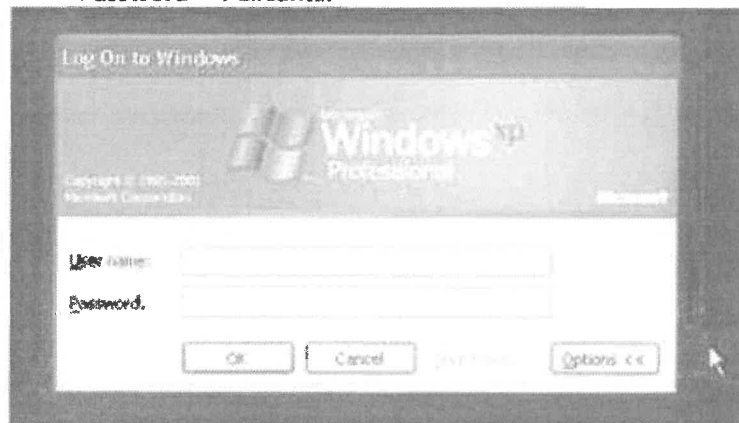 Log On to Windows
Microsoft
Windows xp
Professional
Copyright © 1985-2001
Microsoft Corporation
Microsoft
User name:
Password:
OK
Cancel
Options <<